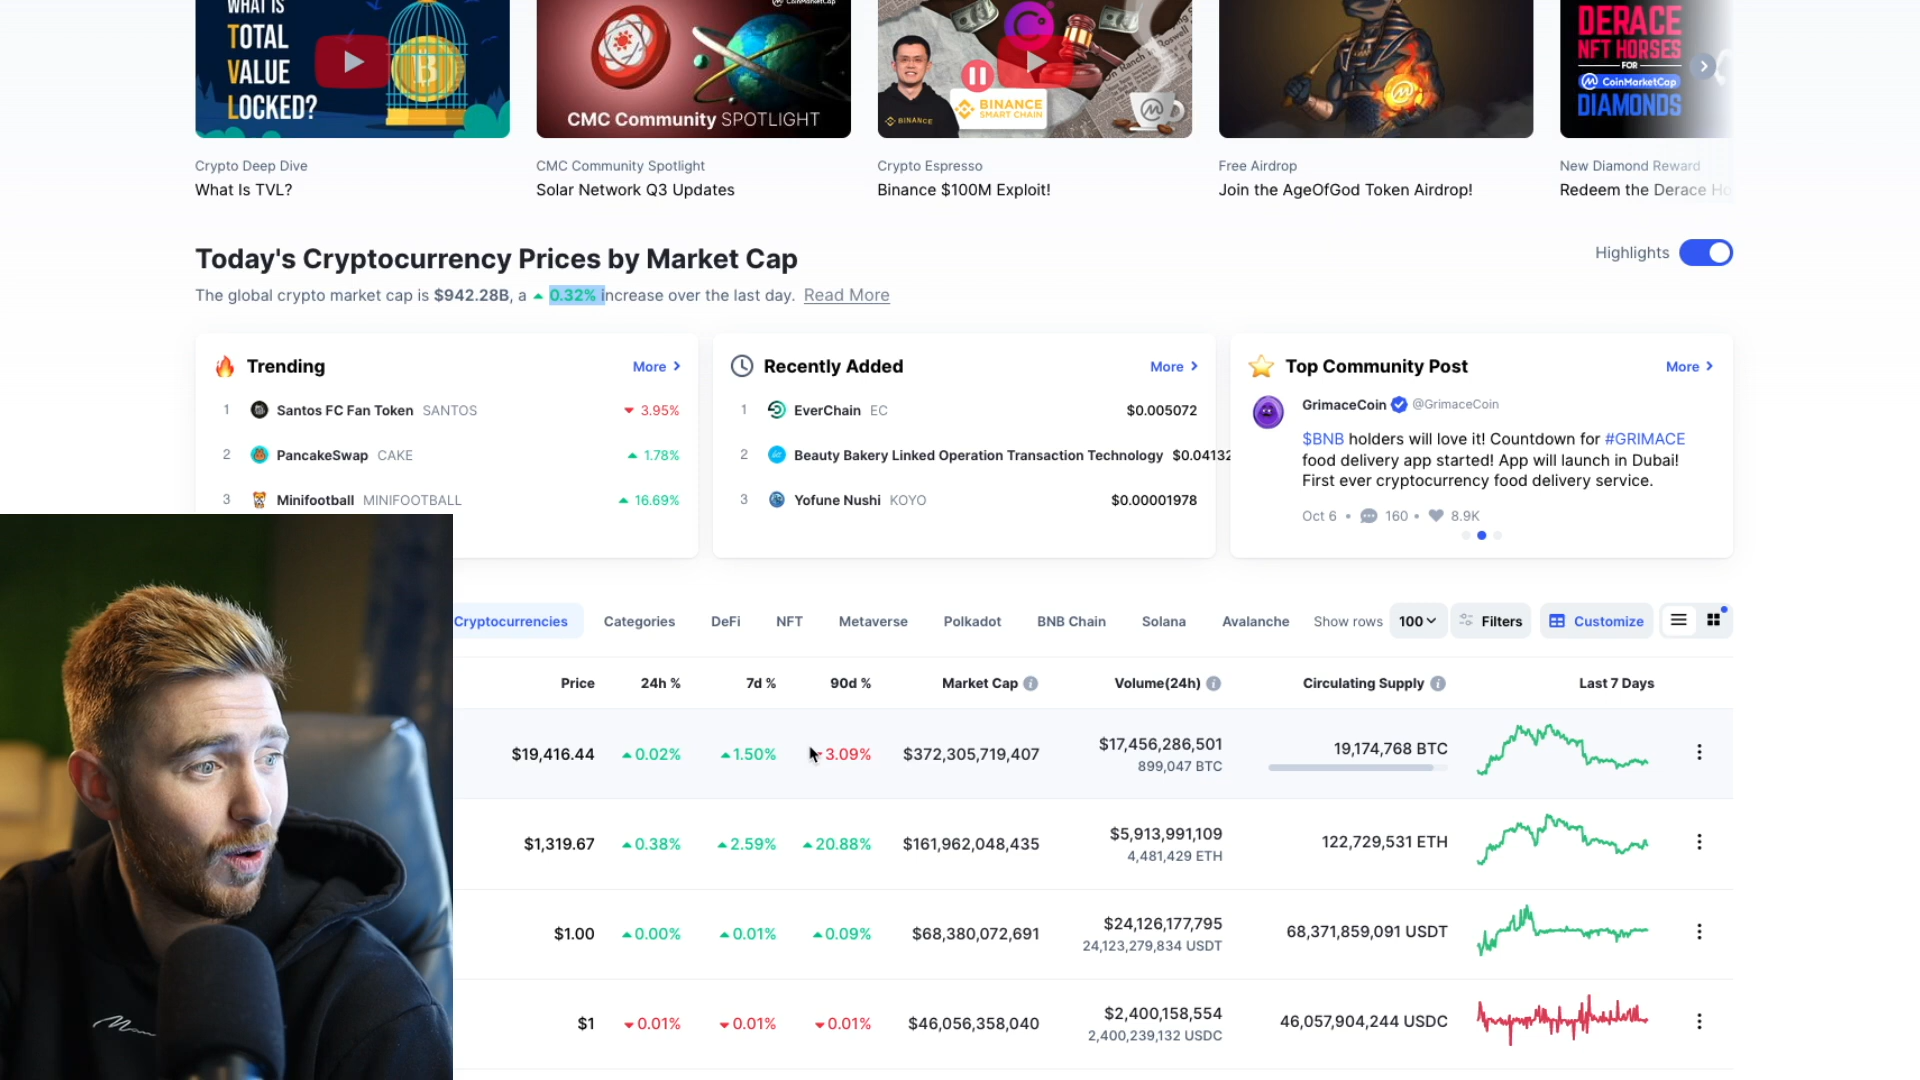 WHAT IS
TOTAL
VALUE
LOCKED?
CoinMarketCap
CMC Community SPOTLIGHT
BINANCE
BINANCE
SMART CHAIN
DERACE
NFT HORSES
FOR
CoinMarketCap
DIAMONDS
Crypto Deep Dive
What Is TVL?
CMC Community Spotlight
Solar Network Q3 Updates
Crypto Espresso
Binance $100M Exploit!
Free Airdrop
Join the AgeOfGod Token Airdrop!
New Diamond Reward
Redeem the Derace Ho
Today's Cryptocurrency Prices by Market Cap
Highlights
The global crypto market cap is $942.28B, a 0.32% increase over the last day. Read More
Trending More
1 Santos FC Fan Token SANTOS 3.95%
2 PancakeSwap CAKE 1.78%
3 Minifootball MINIFOOTBALL 16.69%
Recently Added More
1 EverChain EC $0.005072
2 Beauty Bakery Linked Operation Transaction Technology $0.04132
3 Yofune Nushi KOYO $0.00001978
Top Community Post More
GrimaceCoin @GrimaceCoin
$BNB holders will love it! Countdown for #GRIMACE
food delivery app started! App will launch in Dubai!
First ever cryptocurrency food delivery service.
Oct 6 • 160 • 8.9K
Cryptocurrencies Categories DeFi NFT Metaverse Polkadot BNB Chain Solana Avalanche Show rows 100 Filters Customize
Price 24h % 7d % 90d % Market Cap Volume(24h) Circulating Supply Last 7 Days
$19,416.44 0.02% 1.50% 3.09% $372,305,719,407 $17,456,286,501 19,174,768 BTC
899,047 BTC
$1,319.67 0.38% 2.59% 20.88% $161,962,048,435 $5,913,991,109 122,729,531 ETH
4,481,429 ETH
$1.00 0.00% 0.01% 0.09% $68,380,072,691 $24,126,177,795 68,371,859,091 USDT
24,123,279,834 USDT
$1 0.01% 0.01% 0.01% $46,056,358,040 $2,400,158,554 46,057,904,244 USDC
2,400,239,132 USDC